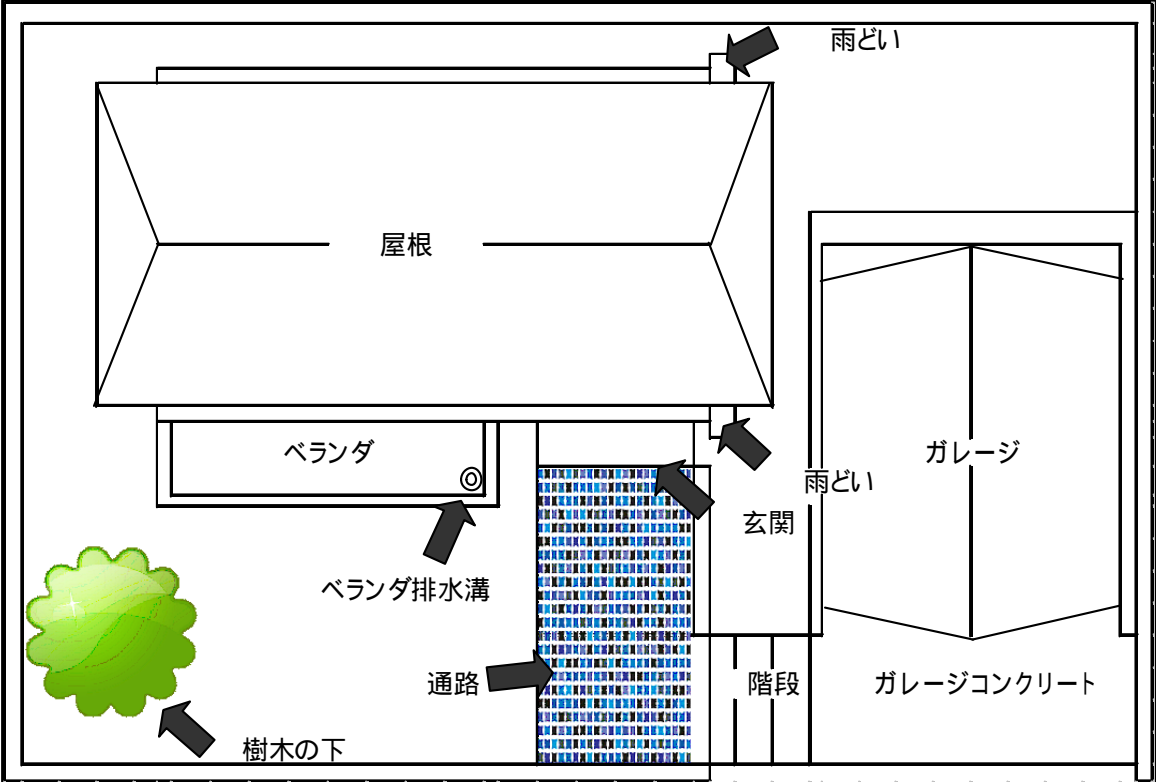 雨どい
屋根
ベランダ
ガレージ
雨どい
玄関
ベランダ排水溝
通路
階段
ガレージコンクリート
樹木の下